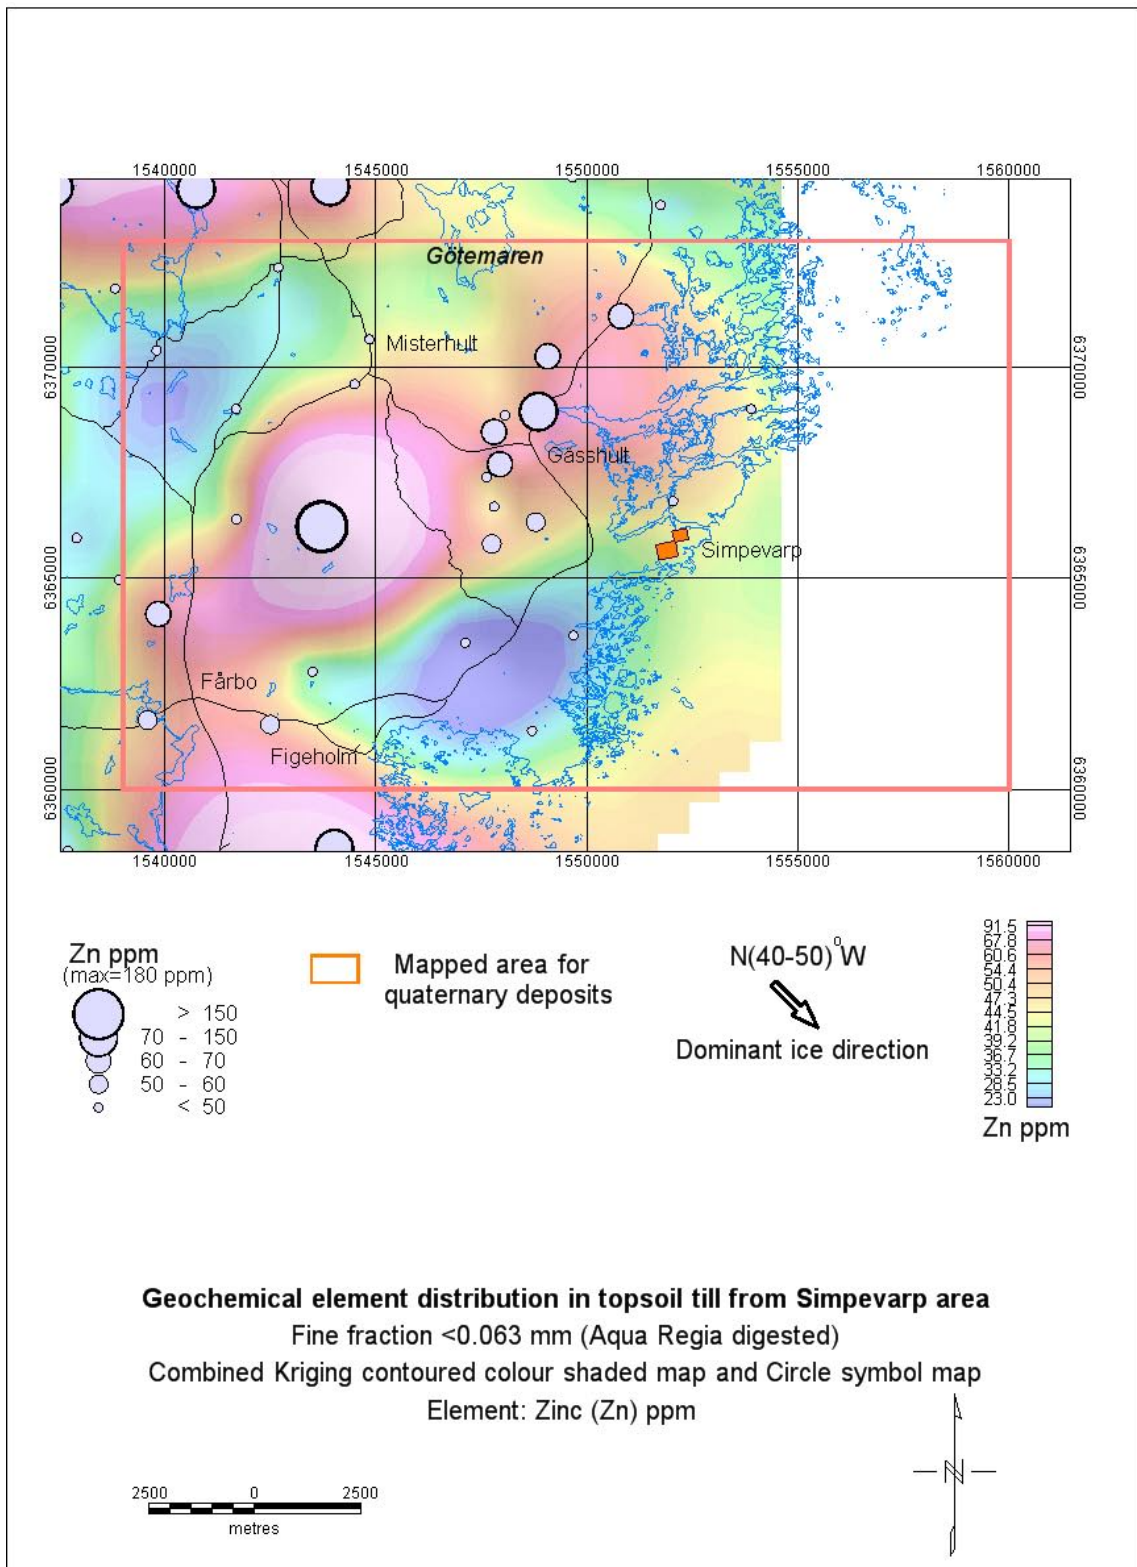 1540000 1545000 1550000 1555000 1560000
Götemaren
Misterhult
6370000 6370000
Gässhult
Simpevarp
6365000 6365000
Fårbo
Figeholm
6360000 6360000
1540000 1545000 1550000 1555000 1560000
Zn ppm
(max=180 ppm)
> 150
70 - 150
60 - 70
50 - 60
< 50
Mapped area for
quaternary deposits
N(40-50)°W
Dominant ice direction
91.5
67.8
60.6
54.4
50.4
47.3
44.5
41.8
39.2
36.7
33.2
28.5
23.0
Zn ppm
Geochemical element distribution in topsoil till from Simpevarp area
Fine fraction <0.063 mm (Aqua Regia digested)
Combined Kriging contoured colour shaded map and Circle symbol map
Element: Zinc (Zn) ppm
N
2500 0 2500
metres